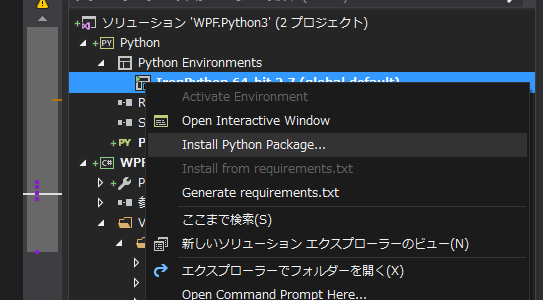 ソリューション 'WPF.Python3' (2 プロジェクト)
PY Python
Python Environments
IronPython 64-bit 2.7 (global default)
Activate Environment
R
Open Interactive Window
S
Install Python Package...
PY P
Install from requirements.txt
C# WPF
Generate requirements.txt
P
ここまで検索(S)
参
新しいソリューション エクスプローラーのビュー(N)
V
エクスプローラーでフォルダーを開く(X)
Open Command Prompt Here...